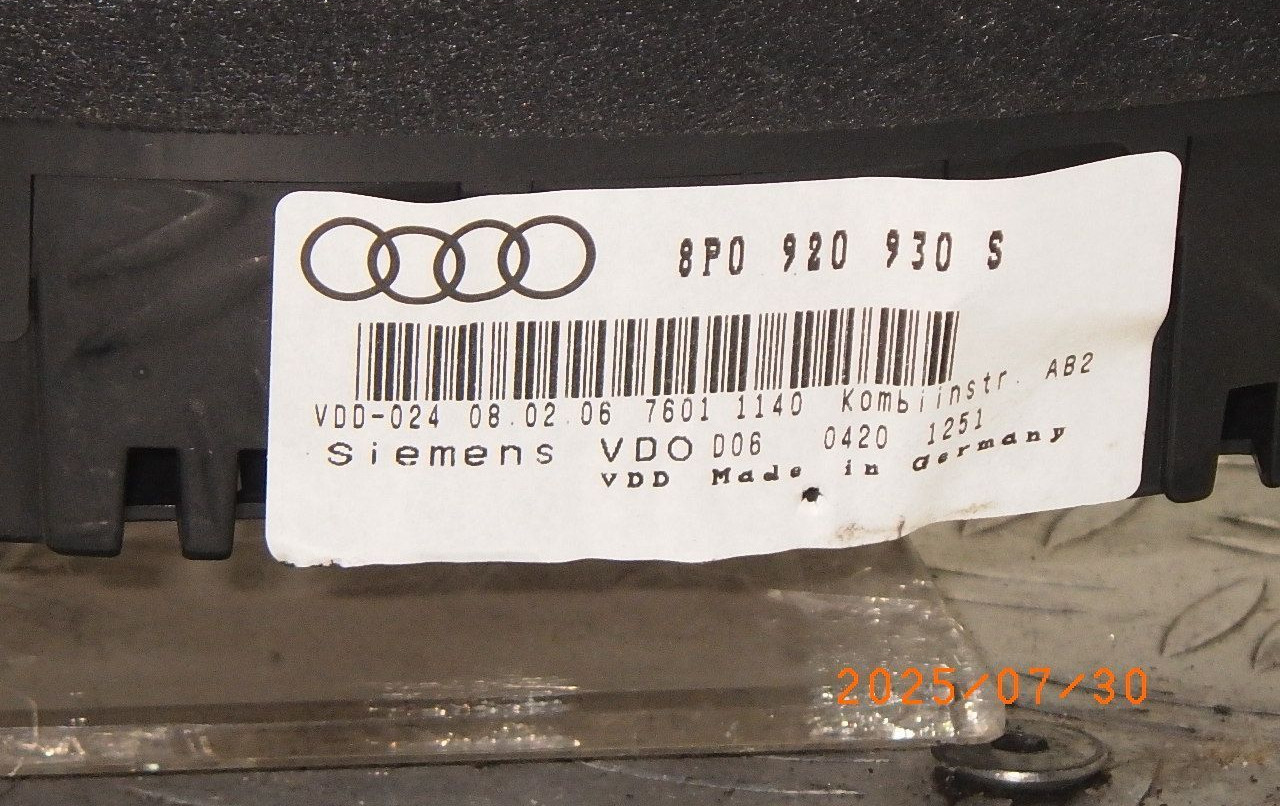 8P0 920 930 S
VDD-024 08.02.06 7601 1140 Kombiinstr. AB2
Siemens VDO D06 0420 1251
VDD Made in Germany
2025/07/30